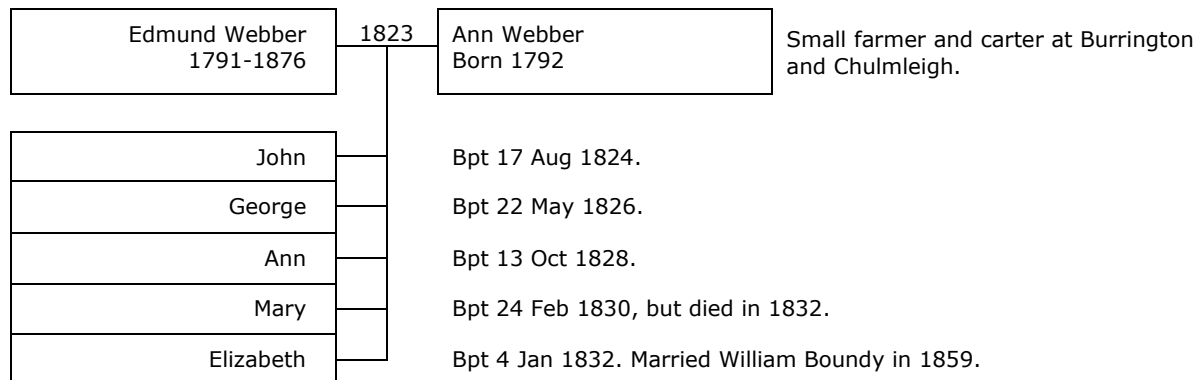 Edmund Webber
1791-1876
1823
Ann Webber
Born 1792
Small farmer and carter at Burrington
and Chulmleigh.
John
Bpt 17 Aug 1824.
George
Bpt 22 May 1826.
Ann
Bpt 13 Oct 1828.
Mary
Bpt 24 Feb 1830, but died in 1832.
Elizabeth
Bpt 4 Jan 1832. Married William Boundy in 1859.